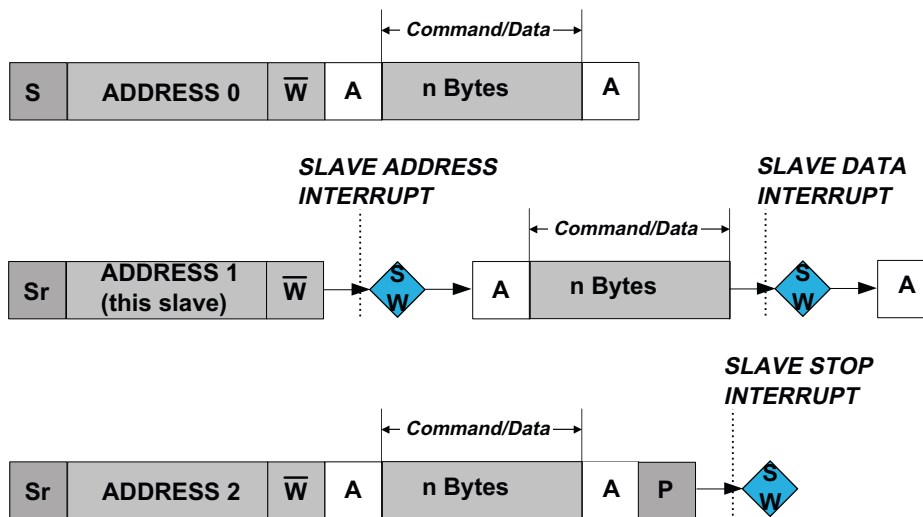 Command/Data
S ADDRESS 0 W̅ A n Bytes A
SLAVE ADDRESS
INTERRUPT
SLAVE DATA
INTERRUPT
Command/Data
Sr ADDRESS 1
(this slave)
W̅ S
W A n Bytes S
W A
SLAVE STOP
INTERRUPT
Command/Data
Sr ADDRESS 2 W̅ A n Bytes A P S
W